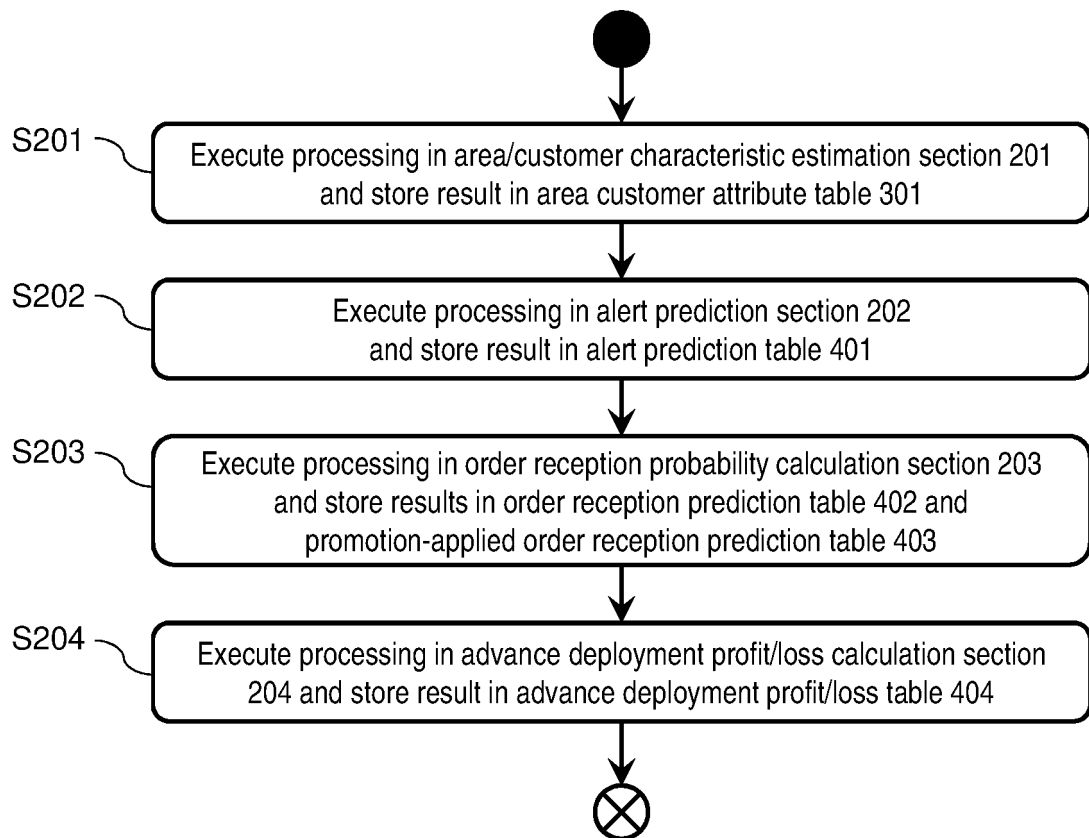 S201
Execute processing in area/customer characteristic estimation section 201
and store result in area customer attribute table 301
S202
Execute processing in alert prediction section 202
and store result in alert prediction table 401
S203
Execute processing in order reception probability calculation section 203
and store results in order reception prediction table 402 and
promotion-applied order reception prediction table 403
S204
Execute processing in advance deployment profit/loss calculation section
204 and store result in advance deployment profit/loss table 404